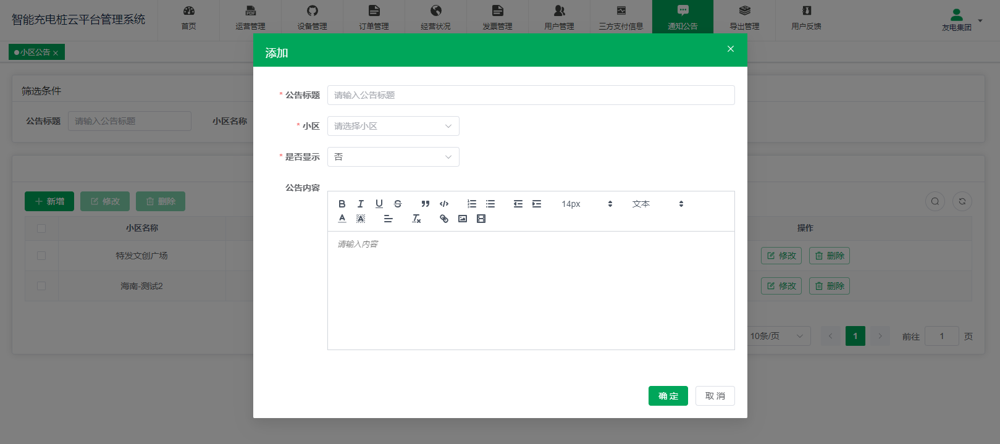 智能充电桩云平台管理系统
首页
运营管理
设备管理
订单管理
经营状况
发票管理
用户管理
三方支付信息
通知公告
导出管理
用户反馈
友电集团
小区公告
添加
筛选条件
公告标题 请输入公告标题
小区名称
* 公告标题 请输入公告标题
* 小区 请选择小区
* 是否显示 否
公告内容
14px 文本
请输入内容
新增 修改 删除
小区名称 操作
特发文创广场 修改 删除
海南-测试2 修改 删除
10条/页 1 前往 1 页
确 定 取 消